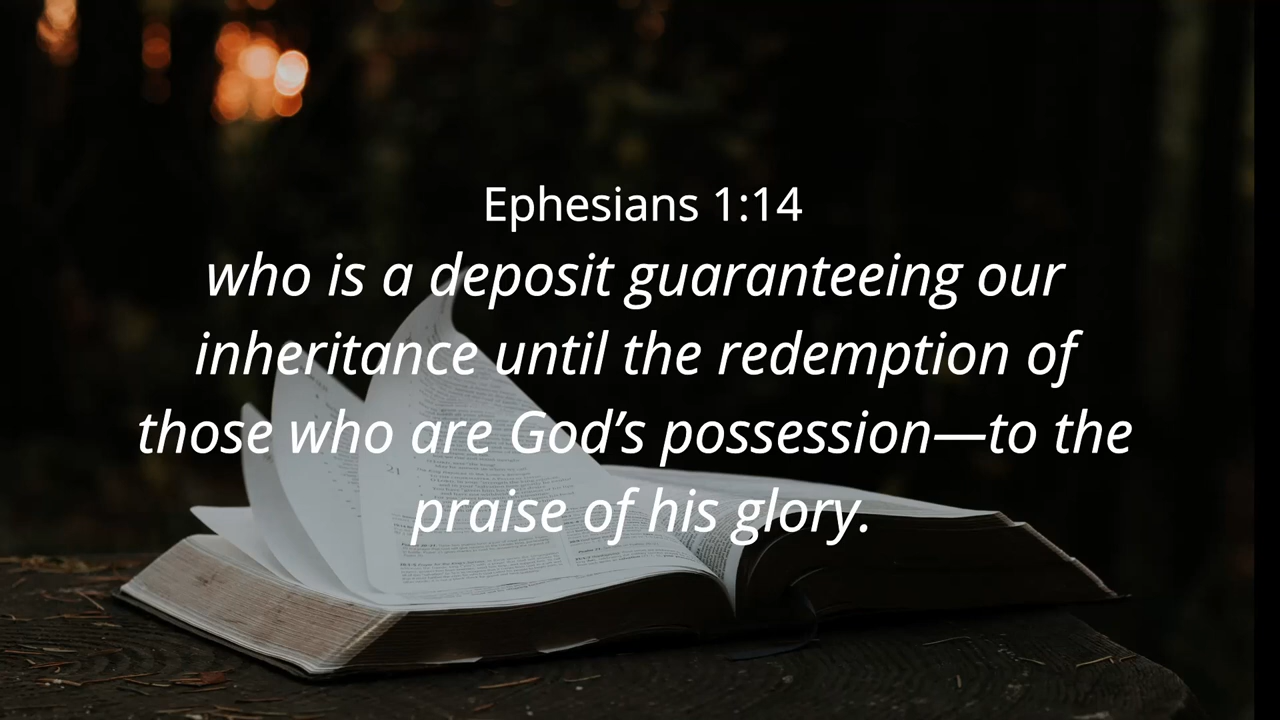 Ephesians 1:14
who is a deposit guaranteeing our
inheritance until the redemption of
those who are God’s possession—to the
praise of his glory.